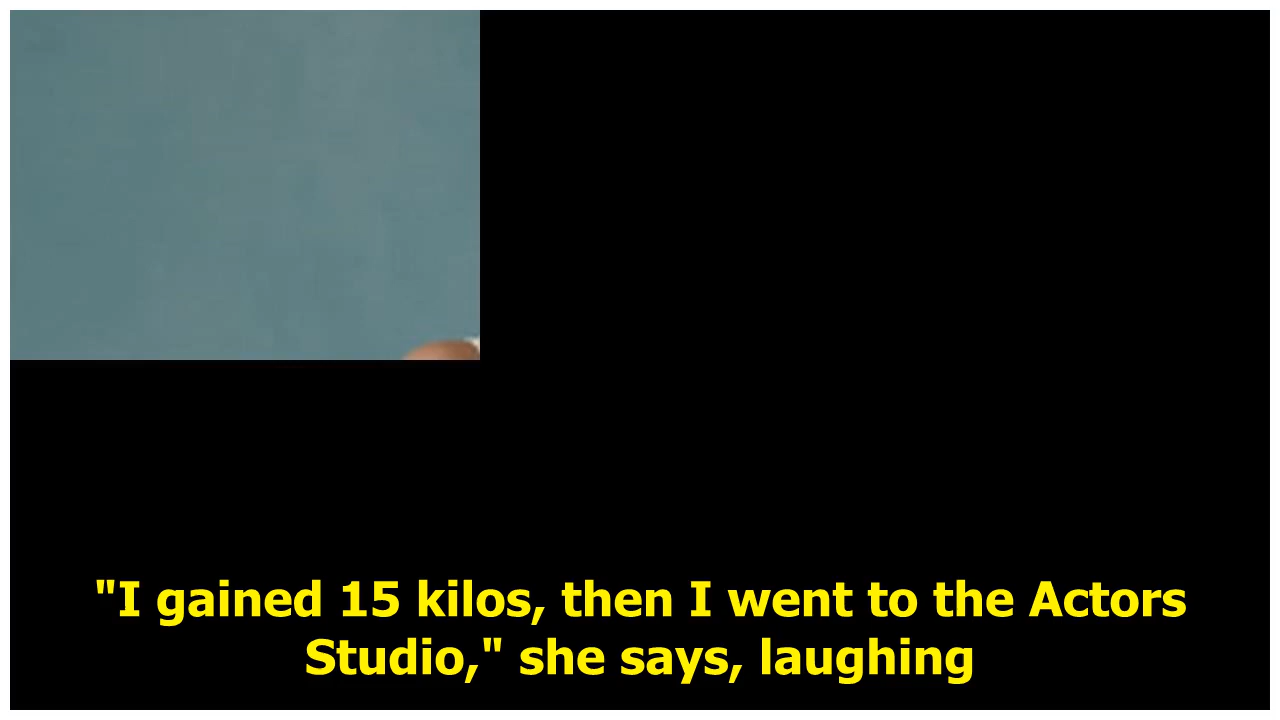 "I gained 15 kilos, then I went to the Actors
Studio," she says, laughing